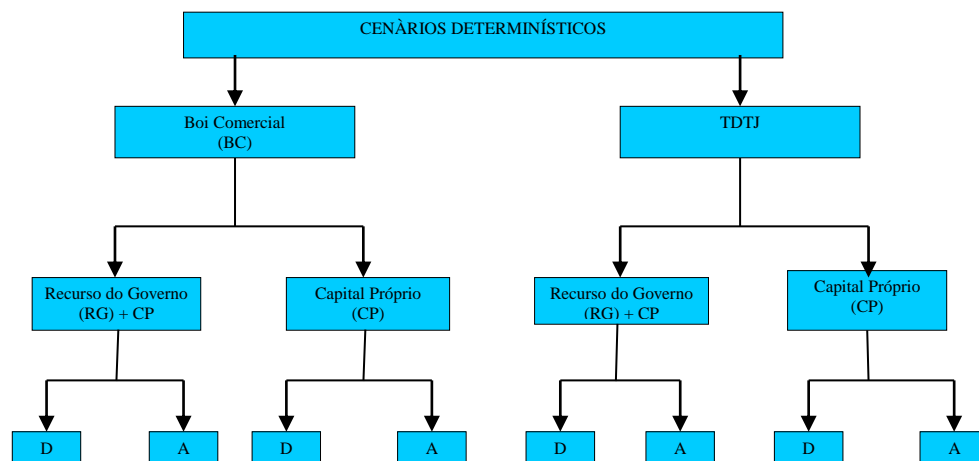 CENÀRIOS DETERMINÍSTICOS
Boi Comercial
(BC)
TDTJ
Recurso do Governo
(RG) + CP
Capital Próprio
(CP)
Recurso do Governo
(RG) + CP
Capital Próprio
(CP)
D
A
D
A
D
A
D
A